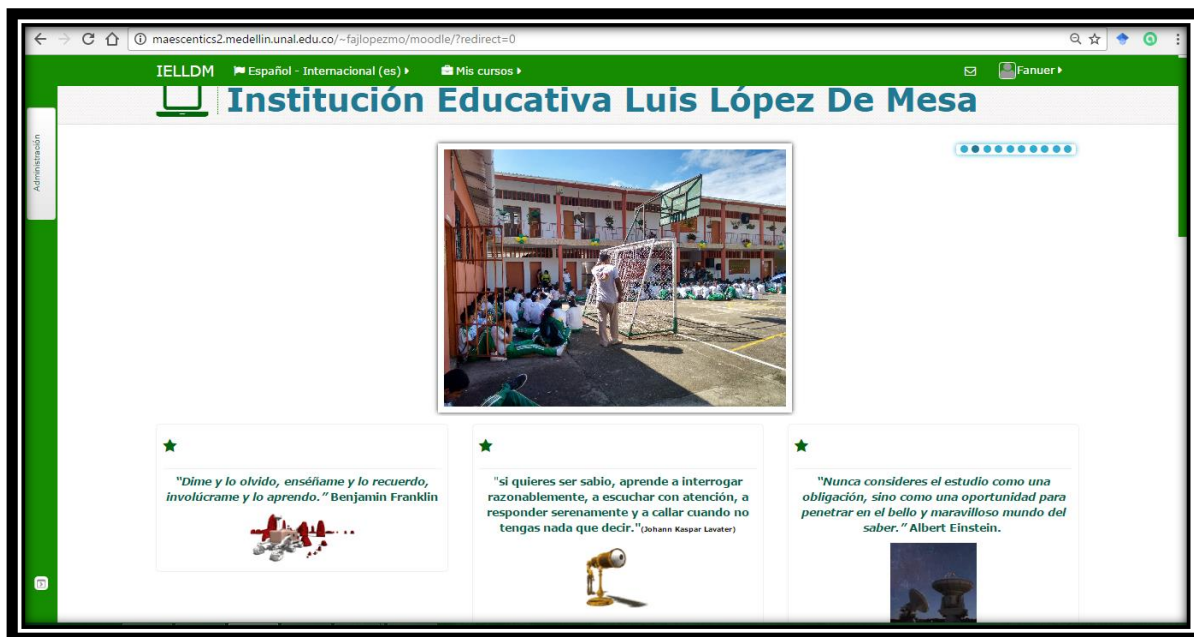 maescentics2.medellin.unal.edu.co/~fajlopezmo/moodle/?redirect=0
IELLDM Español - Internacional (es) Mis cursos Fanuer
Institución Educativa Luis López De Mesa
Administración
"Dime y lo olvido, enséñame y lo recuerdo,
involúcrame y lo aprendo." Benjamin Franklin
"si quieres ser sabio, aprende a interrogar
razonablemente, a escuchar con atención, a
responder serenamente y a callar cuando no
tengas nada que decir."(Johann Kaspar Lavater)
"Nunca consideres el estudio como una
obligación, sino como una oportunidad para
penetrar en el bello y maravilloso mundo del
saber." Albert Einstein.